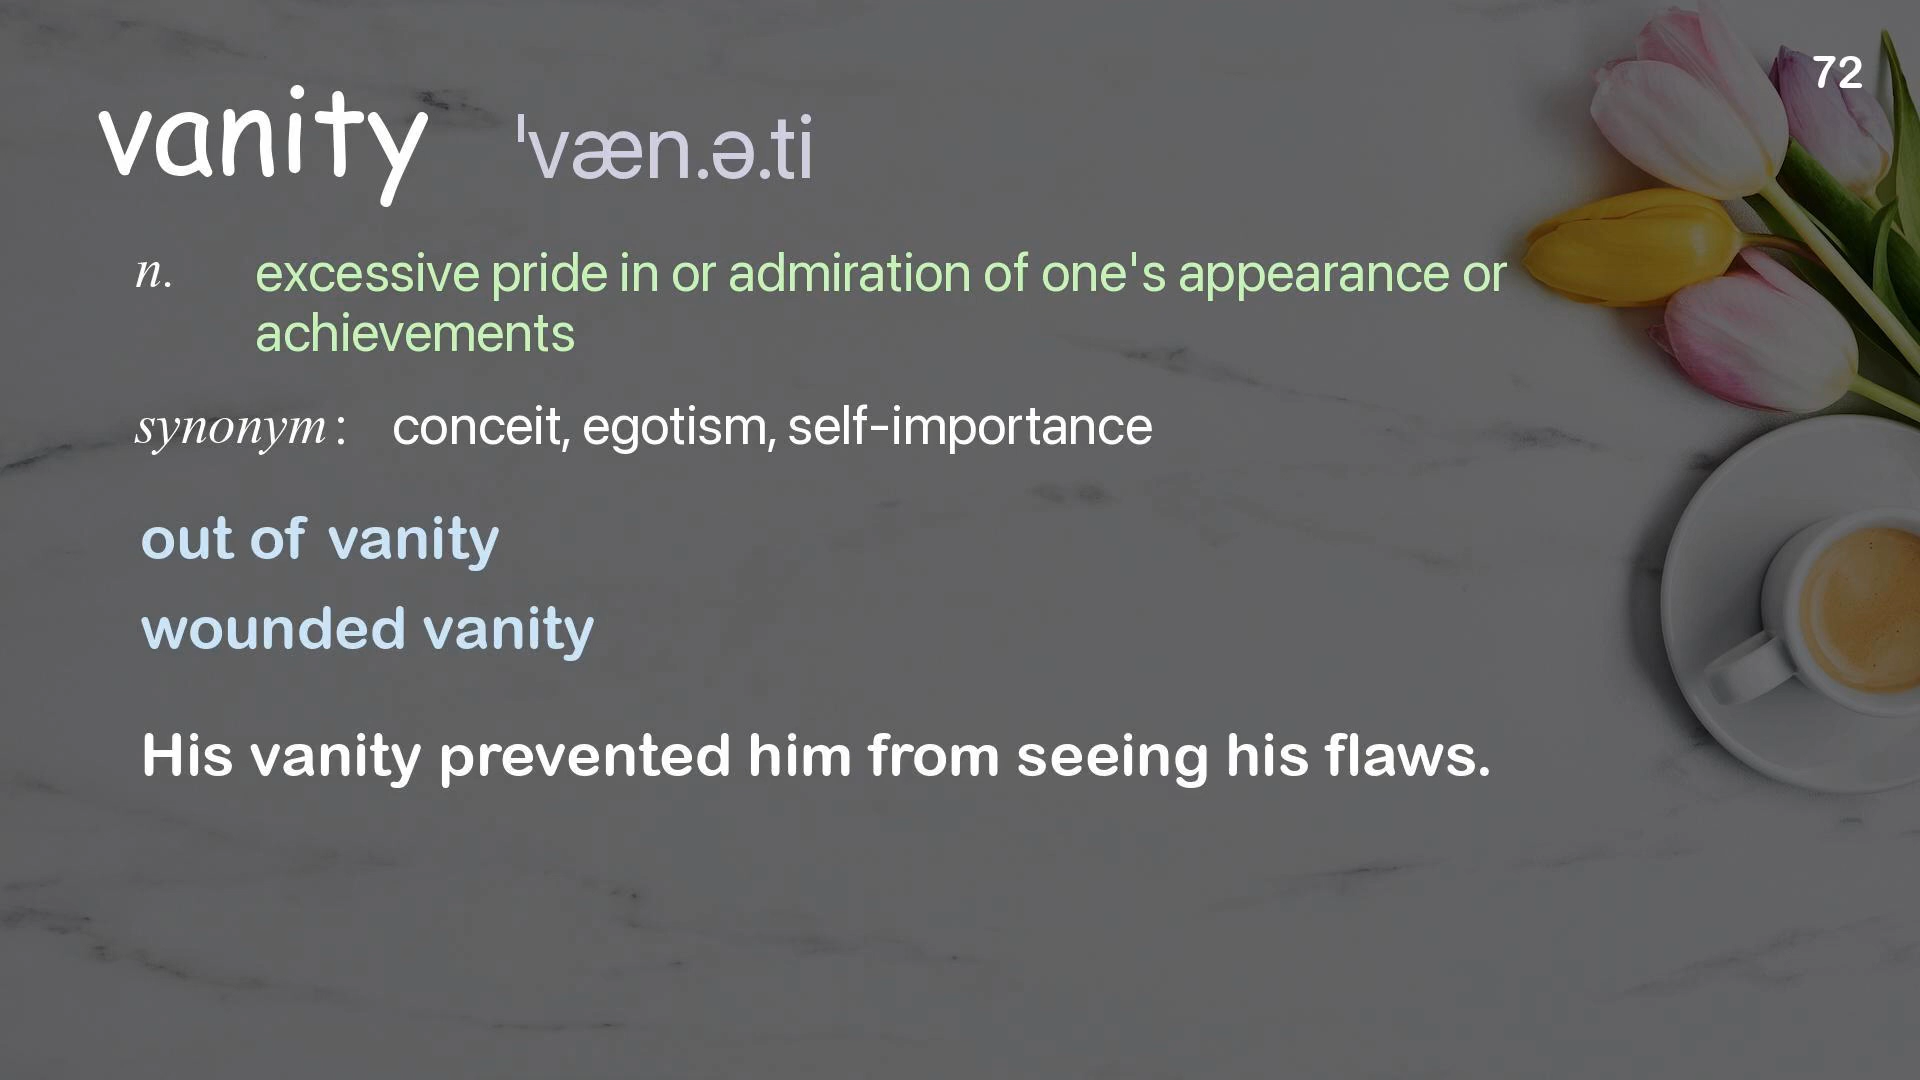 72
vanity ˈvæn.ə.ti
n. excessive pride in or admiration of one's appearance or
achievements
synonym: conceit, egotism, self-importance
out of vanity
wounded vanity
His vanity prevented him from seeing his flaws.